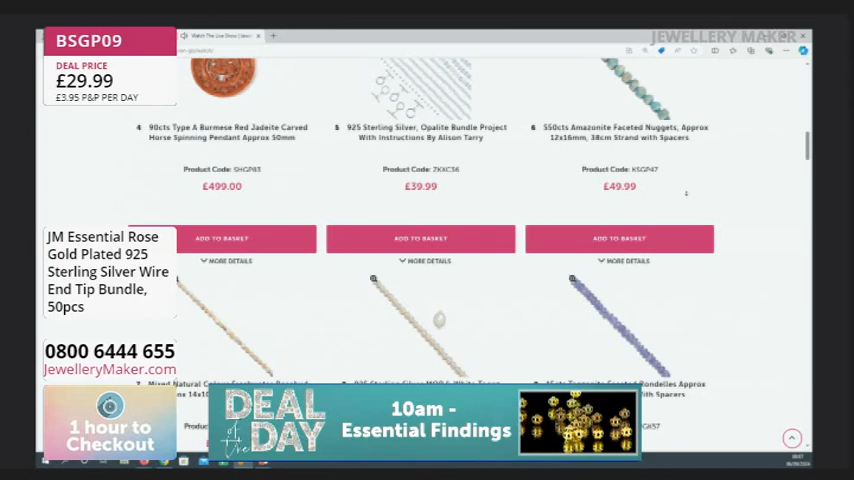 JEWELLERY MAKER
BSGP09
DEAL PRICE
£29.99
£3.95 P&P PER DAY
4 90cts Type A Burmese Red Jadeite Carved
Horse Spinning Pendant Approx 50mm
Product Code: SHGP83
£499.00
ADD TO BASKET
MORE DETAILS
5 925 Sterling Silver, Opalite Bundle Project
With Instructions By Alison Tarry
Product Code: ZKXC36
£39.99
ADD TO BASKET
MORE DETAILS
6 550cts Amazonite Faceted Nuggets, Approx
12x16mm, 38cm Strand with Spacers
Product Code: KSGP47
£49.99
ADD TO BASKET
MORE DETAILS
JM Essential Rose
Gold Plated 925
Sterling Silver Wire
End Tip Bundle,
50pcs
0800 6444 655
JewelleryMaker.com
1 hour to
Checkout
DEAL
of the
DAY
10am -
Essential Findings